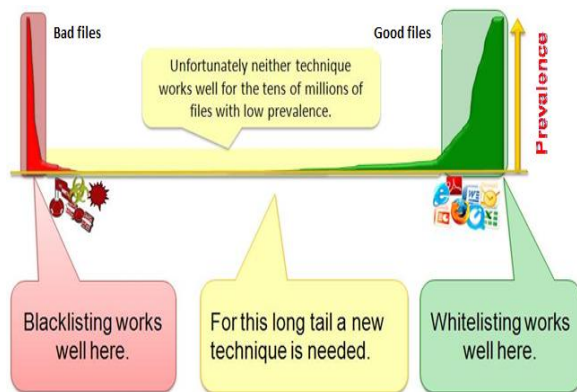 Bad files
Good files
Unfortunately neither technique
works well for the tens of millions of
files with low prevalence.
Prevalence
Blacklisting works
well here.
For this long tail a new
technique is needed.
Whitelisting works
well here.